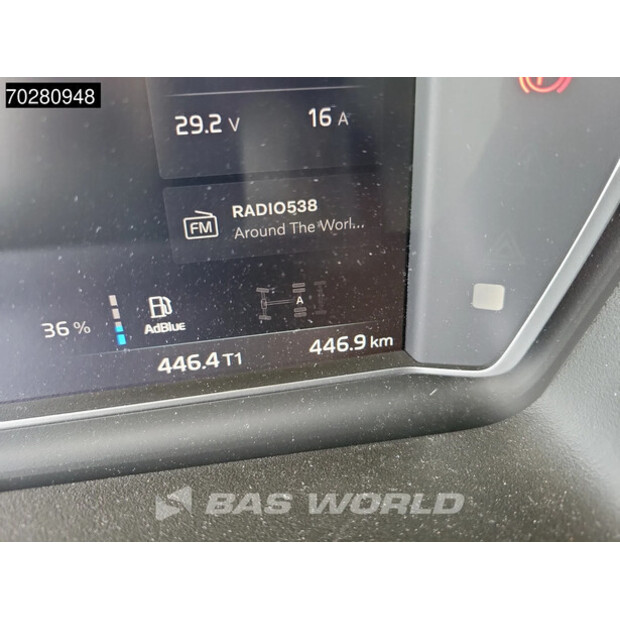 70280948
29.2 V 16 A
RADIO538
FM
Around The Worl...
A
36 %
AdBlue
446.4 T1 446.9 km
BAS WORLD